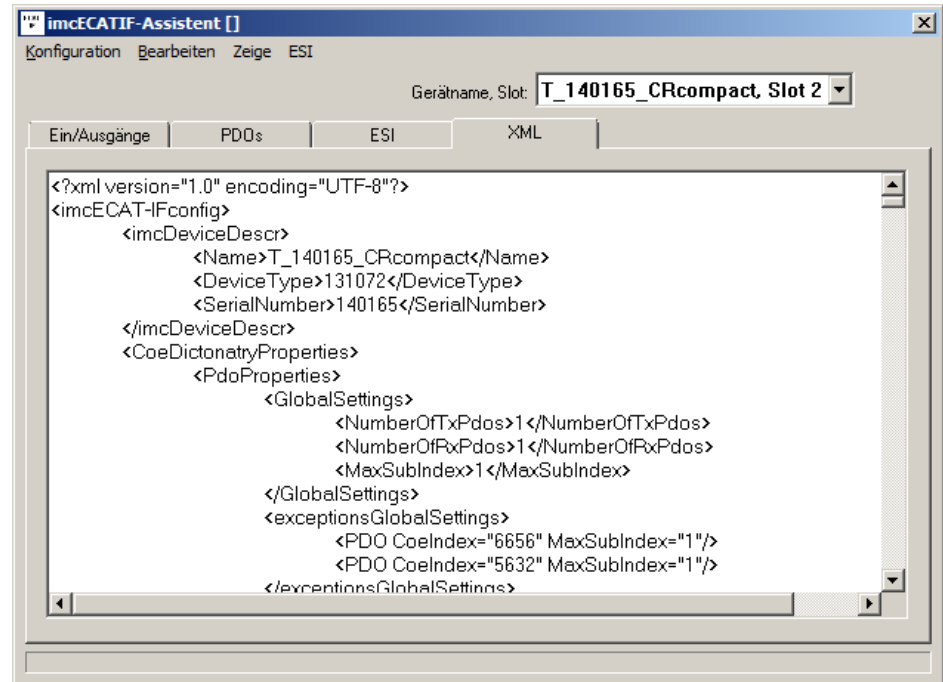 imcECATIF-Assistent []
Konfiguration Bearbeiten Zeige ESI
Gerätname, Slot: T_140165_CRcompact, Slot 2
Ein/Ausgänge PDOs ESI XML
<?xml version="1.0" encoding="UTF-8"?>
<imcECAT-IFconfig>
<imcDeviceDescr>
<Name>T_140165_CRcompact</Name>
<DeviceType>131072</DeviceType>
<SerialNumber>140165</SerialNumber>
</imcDeviceDescr>
<CoeDictonatryProperties>
<PdoProperties>
<GlobalSettings>
<NumberOfTxPdos>1</NumberOfTxPdos>
<NumberOfRxPdos>1</NumberOfRxPdos>
<MaxSubIndex>1</MaxSubIndex>
</GlobalSettings>
<exceptionsGlobalSettings>
<PDO CoeIndex="6656" MaxSubIndex="1"/>
<PDO CoeIndex="5632" MaxSubIndex="1"/>
</exceptionsGlobalSettings>